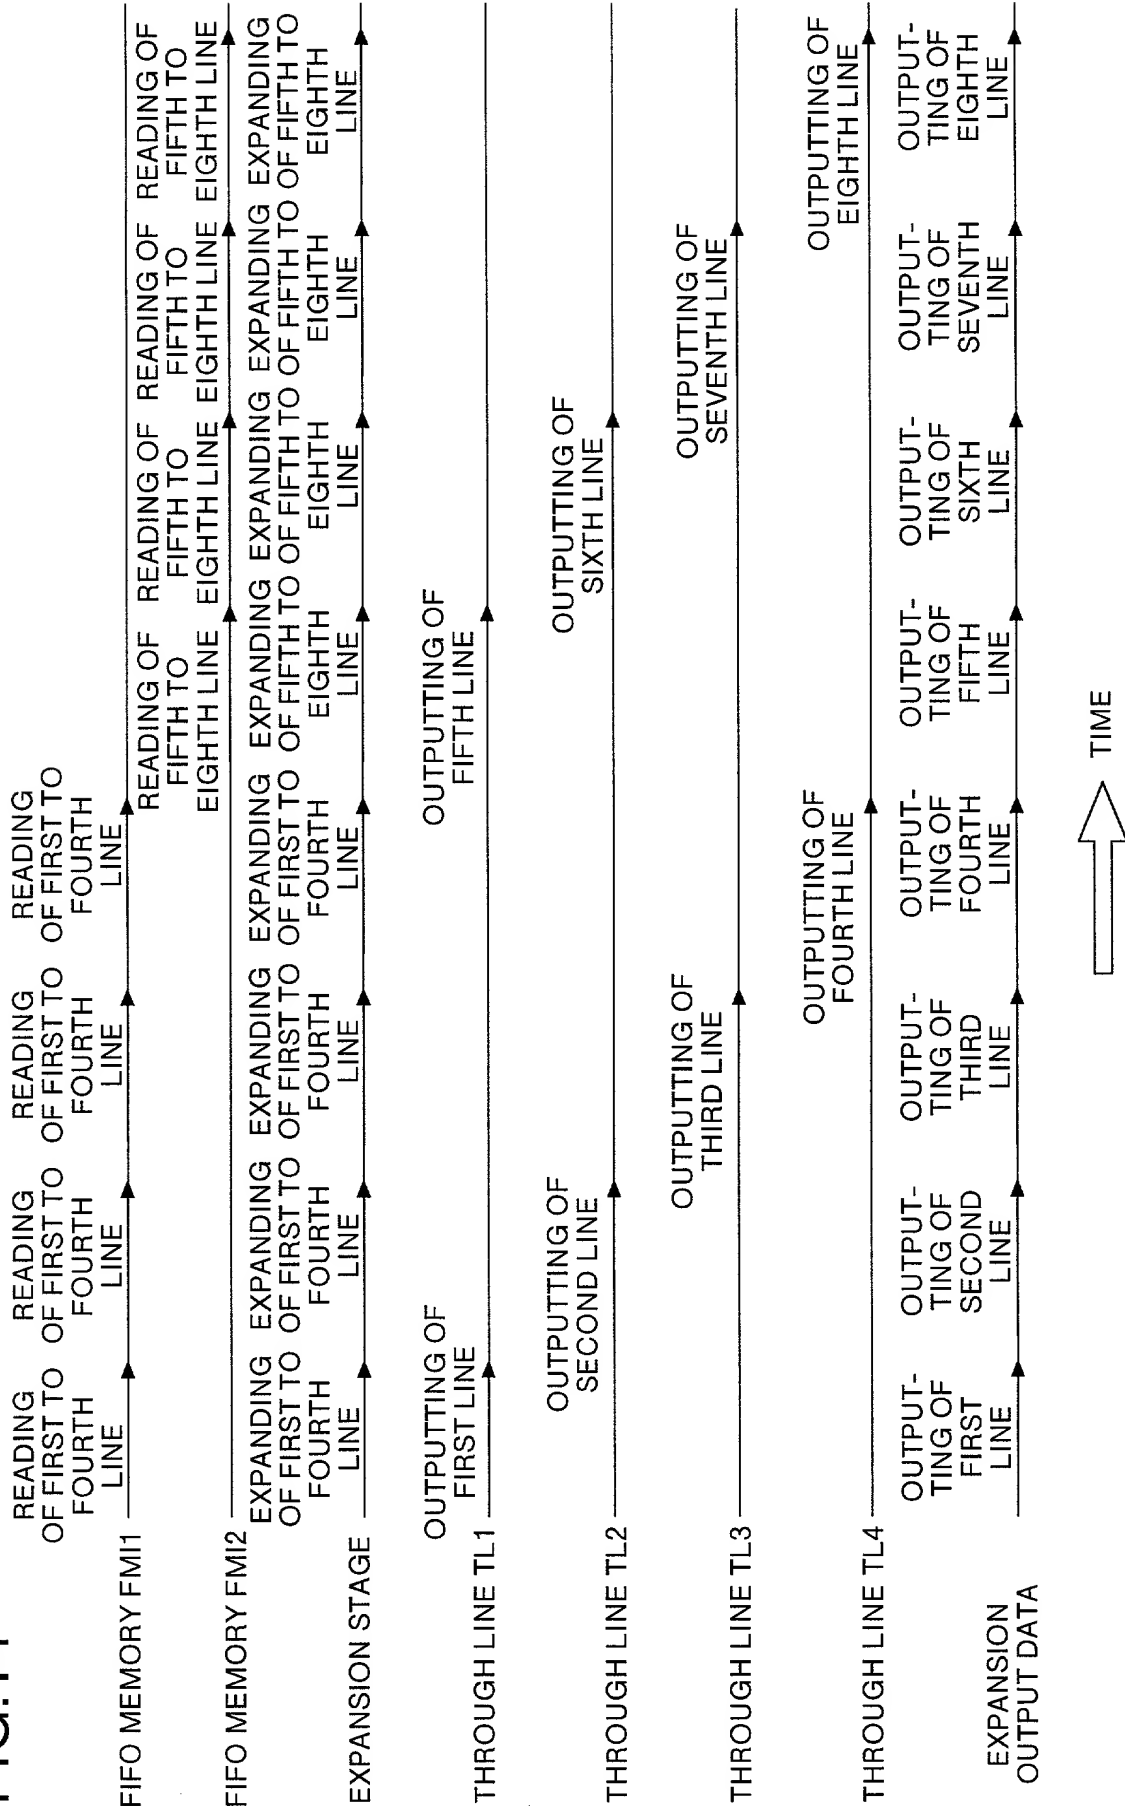 FIFO MEMORY FMI1
READING
OF FIRST TO
FOURTH
LINE
READING
OF FIRST TO
FOURTH
LINE
READING
OF FIRST TO
FOURTH
LINE
READING
OF FIRST TO
FOURTH
LINE
FIFO MEMORY FMI2
READING OF
FIFTH TO
EIGHTH LINE
READING OF
FIFTH TO
EIGHTH LINE
READING OF
FIFTH TO
EIGHTH LINE
READING OF
FIFTH TO
EIGHTH LINE
EXPANSION STAGE
EXPANDING
OF FIRST TO
FOURTH
LINE
EXPANDING
OF FIRST TO
FOURTH
LINE
EXPANDING
OF FIRST TO
FOURTH
LINE
EXPANDING
OF FIRST TO
FOURTH
LINE
EXPANDING
OF FIFTH TO
EIGHTH
LINE
EXPANDING
OF FIFTH TO
EIGHTH
LINE
EXPANDING
OF FIFTH TO
EIGHTH
LINE
EXPANDING
OF FIFTH TO
EIGHTH
LINE
THROUGH LINE TL1
OUTPUTTING OF
FIRST LINE
OUTPUTTING OF
FIFTH LINE
THROUGH LINE TL2
OUTPUTTING OF
SECOND LINE
OUTPUTTING OF
SIXTH LINE
THROUGH LINE TL3
OUTPUTTING OF
THIRD LINE
OUTPUTTING OF
SEVENTH LINE
THROUGH LINE TL4
OUTPUTTING OF
FOURTH LINE
OUTPUTTING OF
EIGHTH LINE
EXPANSION
OUTPUT DATA
OUTPUT-
TING OF
FIRST
LINE
OUTPUT-
TING OF
SECOND
LINE
OUTPUT-
TING OF
THIRD
LINE
OUTPUT-
TING OF
FOURTH
LINE
OUTPUT-
TING OF
FIFTH
LINE
OUTPUT-
TING OF
SIXTH
LINE
OUTPUT-
TING OF
SEVENTH
LINE
OUTPUT-
TING OF
EIGHTH
LINE
TIME